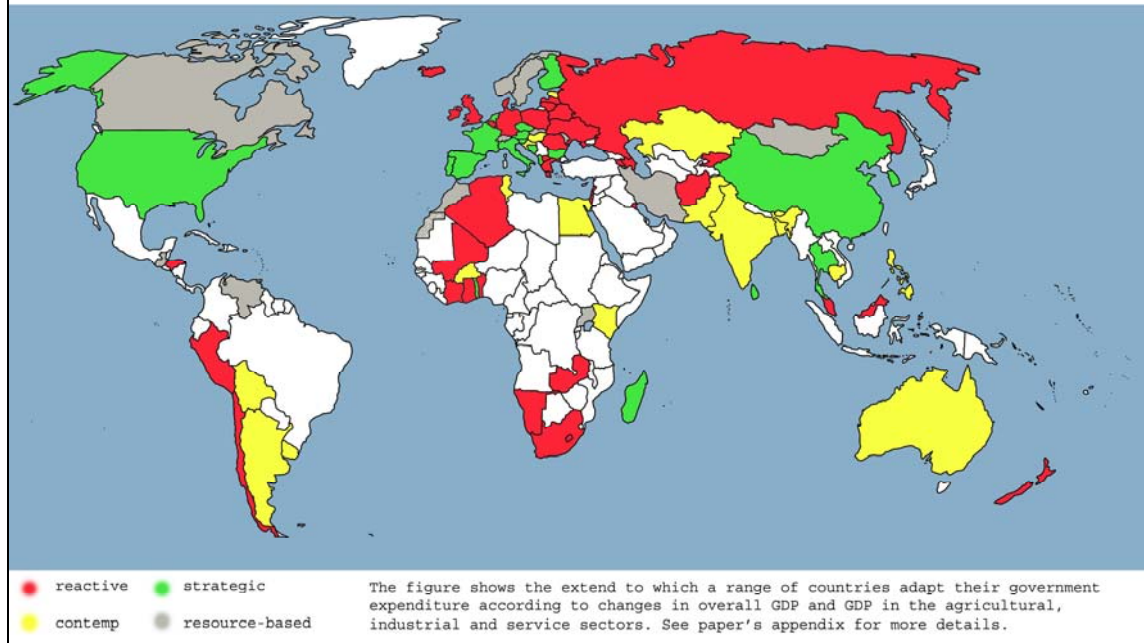 reactive
strategic
contemp
resource-based
The figure shows the extend to which a range of countries adapt their government
expenditure according to changes in overall GDP and GDP in the agricultural,
industrial and service sectors. See paper's appendix for more details.